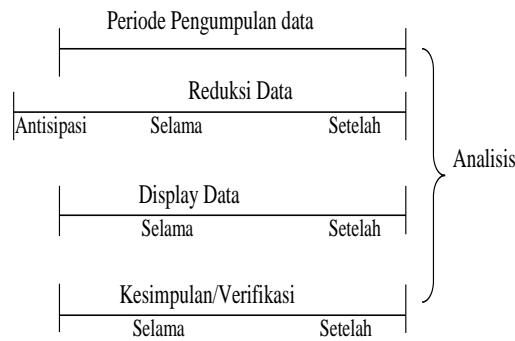 Periode Pengumpulan data
Reduksi Data
Antisipasi Selama Setelah
Analisis
Display Data
Selama Setelah
Kesimpulan/Verifikasi
Selama Setelah